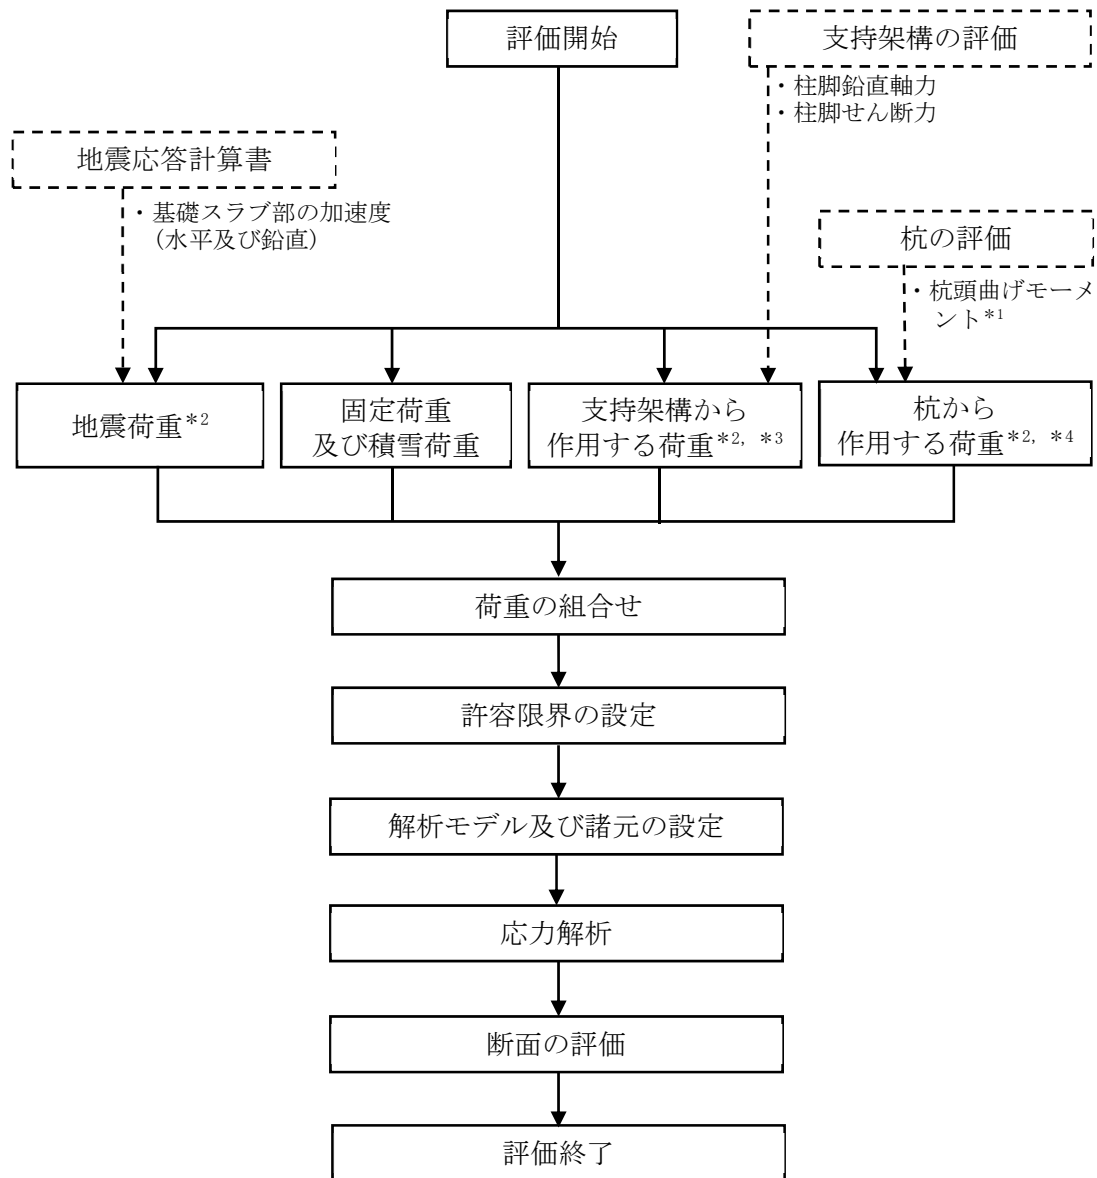 評価開始
支持架構の評価
・柱脚鉛直軸力
・柱脚せん断力
地震応答計算書
・基礎スラブ部の加速度
(水平及び鉛直)
杭の評価
・杭頭曲げモーメ
ント*1
地震荷重*2
固定荷重
及び積雪荷重
支持架構から
作用する荷重*2, *3
杭から
作用する荷重*2, *4
荷重の組合せ
許容限界の設定
解析モデル及び諸元の設定
応力解析
断面の評価
評価終了